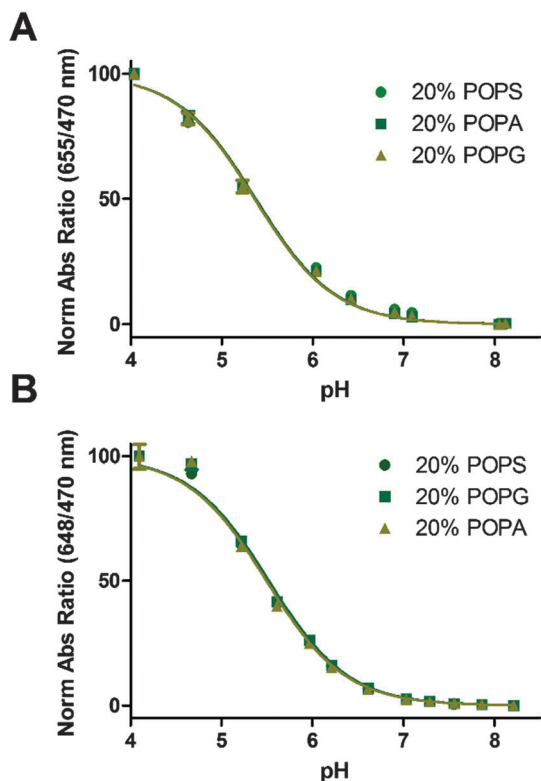 A
Norm Abs Ratio (655/470 nm)
100
50
0
20% POPS
20% POPA
20% POPG
4 5 6 7 8
pH
B
Norm Abs Ratio (648/470 nm)
100
50
0
20% POPS
20% POPG
20% POPA
4 5 6 7 8
pH